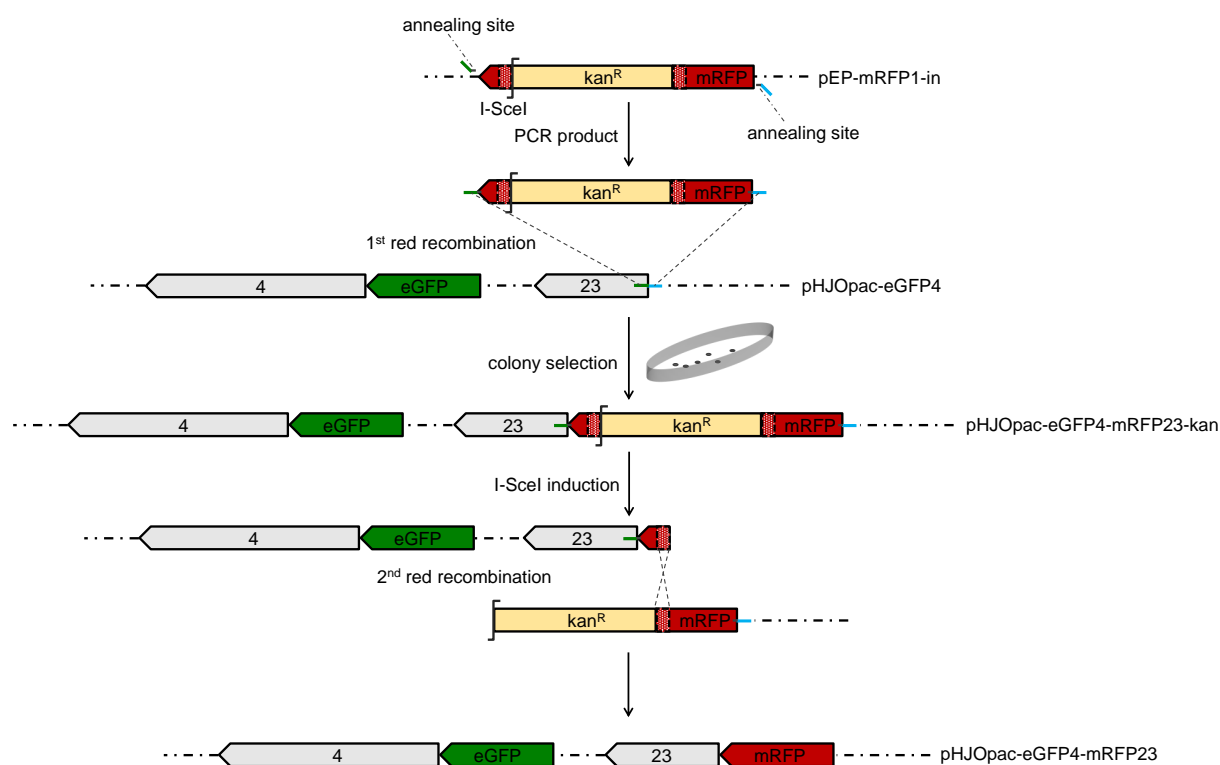 annealing site
kanR mRFP pEP-mRFP1-in
I-SceI
annealing site
PCR product
kanR mRFP
1st red recombination
4 eGFP 23 pHJOpac-eGFP4
colony selection
4 eGFP 23 kanR mRFP pHJOpac-eGFP4-mRFP23-kan
I-SceI induction
4 eGFP 23
2nd red recombination
kanR mRFP
4 eGFP 23 mRFP pHJOpac-eGFP4-mRFP23